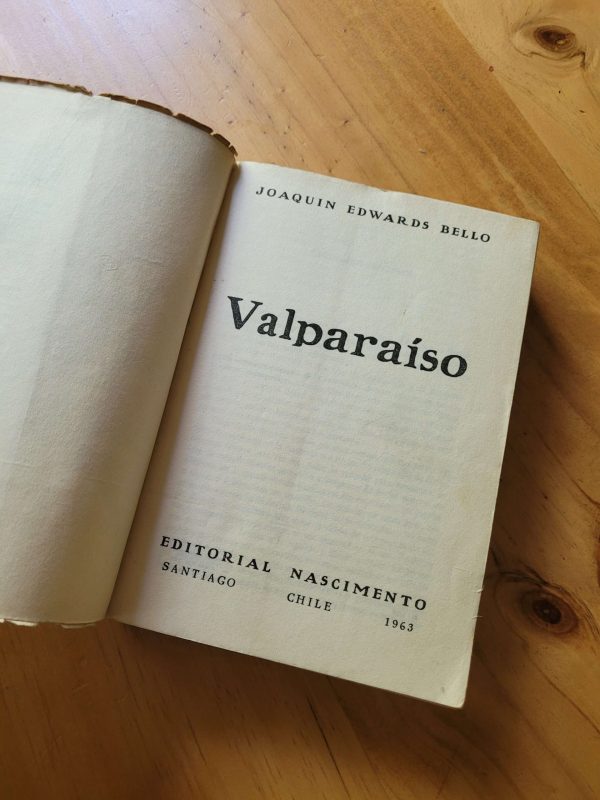 JOAQUIN EDWARDS BELLO
Valparaíso
EDITORIAL NASCIMENTO
SANTIAGO CHILE 1963